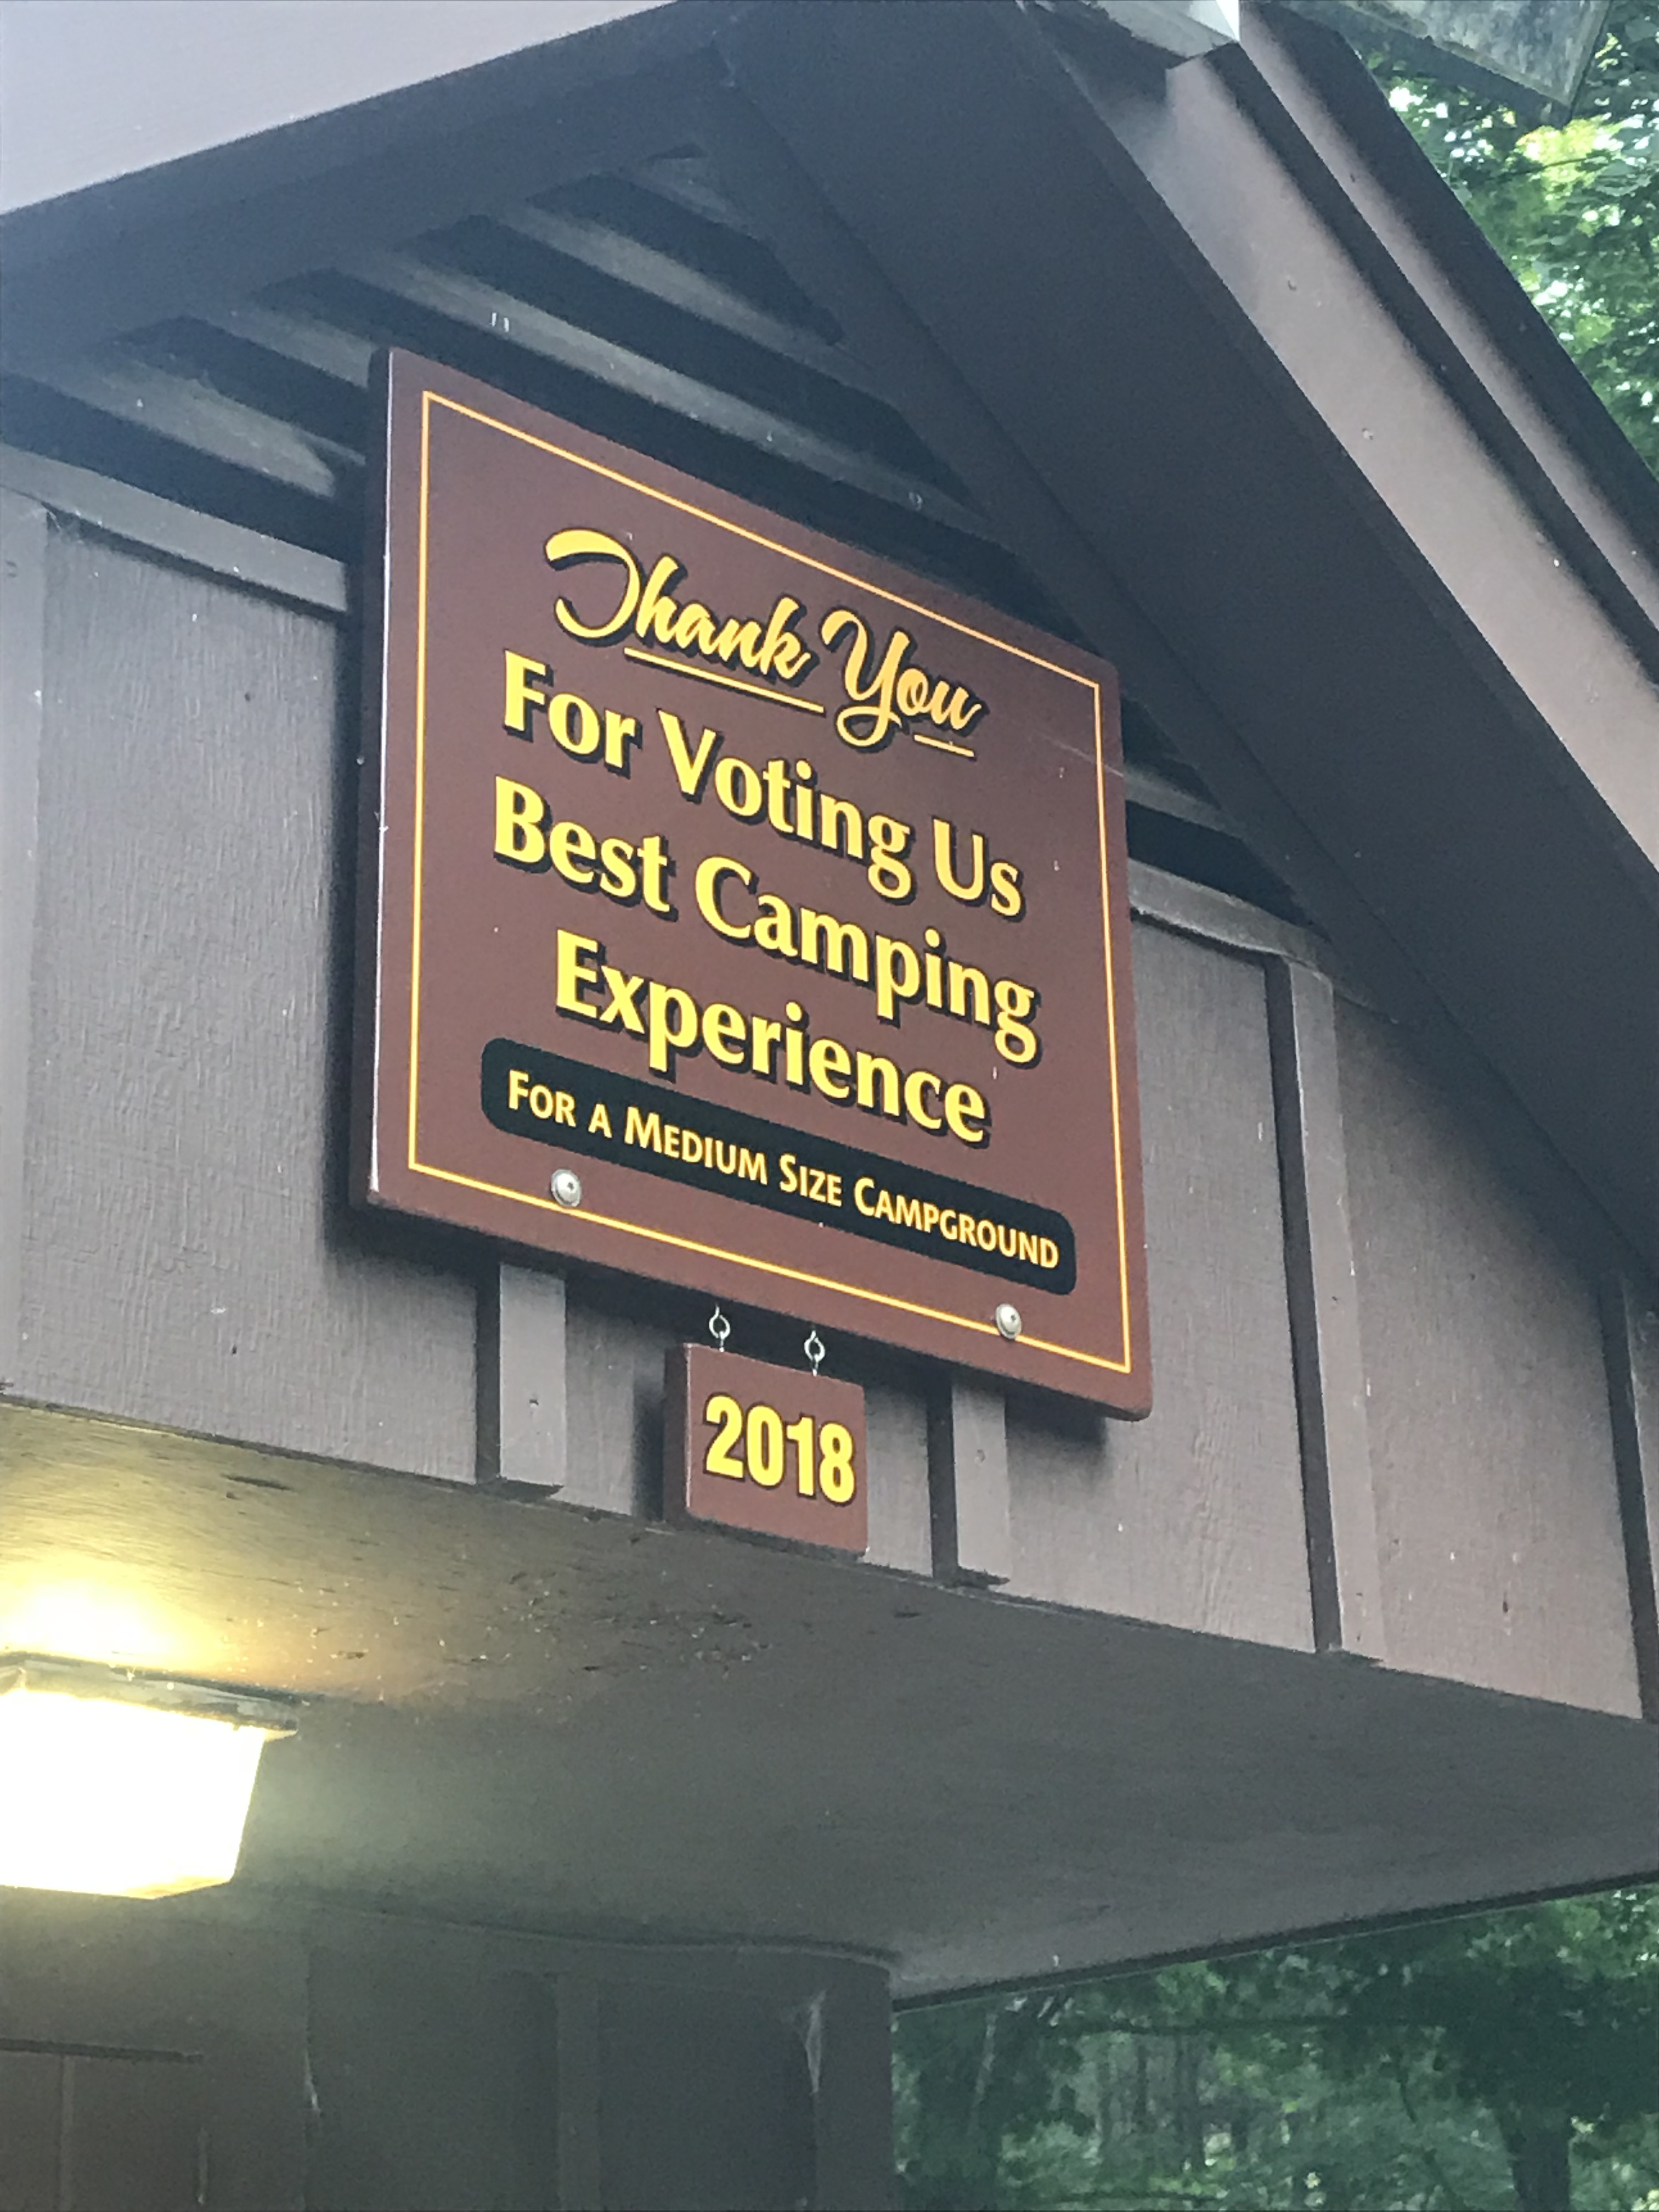 Thank You
For Voting Us
Best Camping
Experience
For a Medium Size Campground
2018